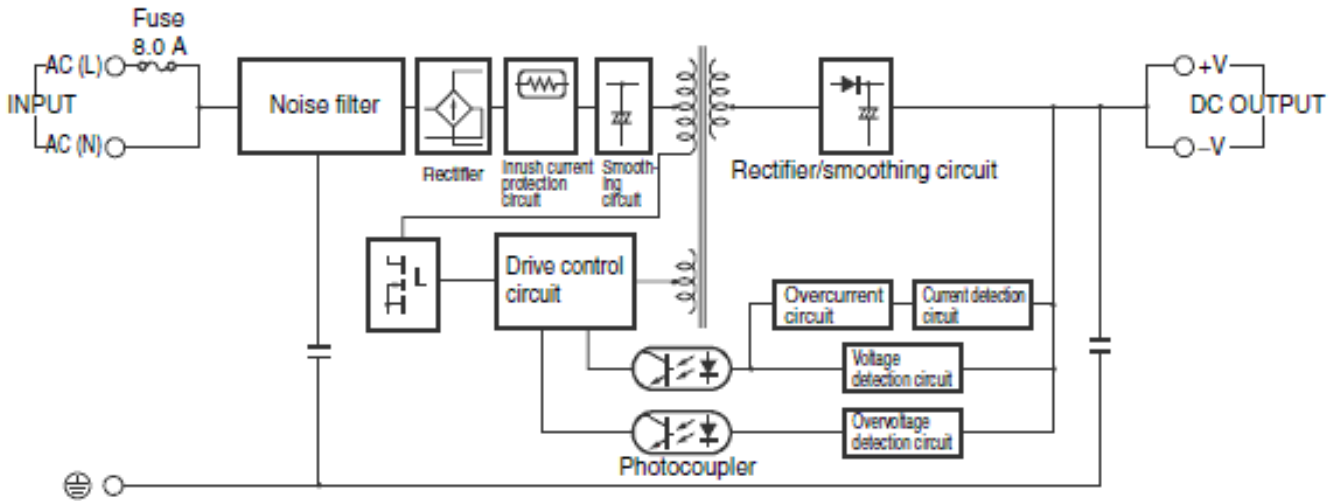 Fuse
8.0 A
AC (L)
INPUT
AC (N)
Noise filter
Rectifier
Inrush current
protection
circuit
Smooth-
ing
circuit
Rectifier/smoothing circuit
+V
DC OUTPUT
–V
Drive control
circuit
Overcurrent
circuit
Current detection
circuit
Voltage
detection circuit
Overvoltage
detection circuit
Photocoupler